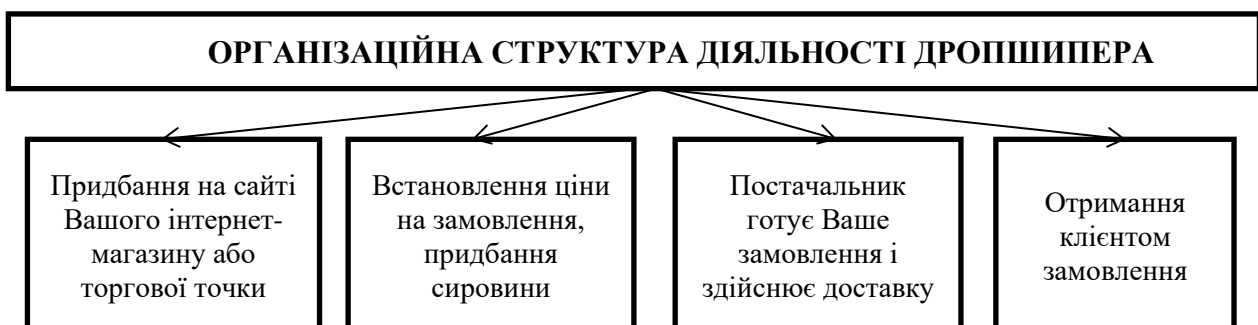 ОРГАНІЗАЦІЙНА СТРУКТУРА ДІЯЛЬНОСТІ ДРОПШИПЕРА
Придбання на сайті
Вашого інтернет-
магазину або
торгової точки
Встановлення ціни
на замовлення,
придбання
сировини
Постачальник
готує Ваше
замовлення і
здійснює доставку
Отримання
клієнтом
замовлення